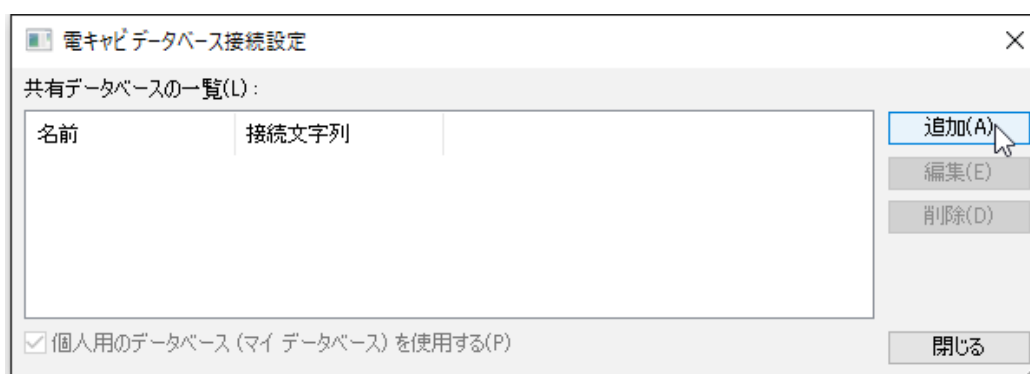 電キャビ データベース接続設定
共有データベースの一覧(L) :
名前 接続文字列
追加(A)
編集(E)
削除(D)
個人用のデータベース (マイ データベース) を使用する(P)
閉じる